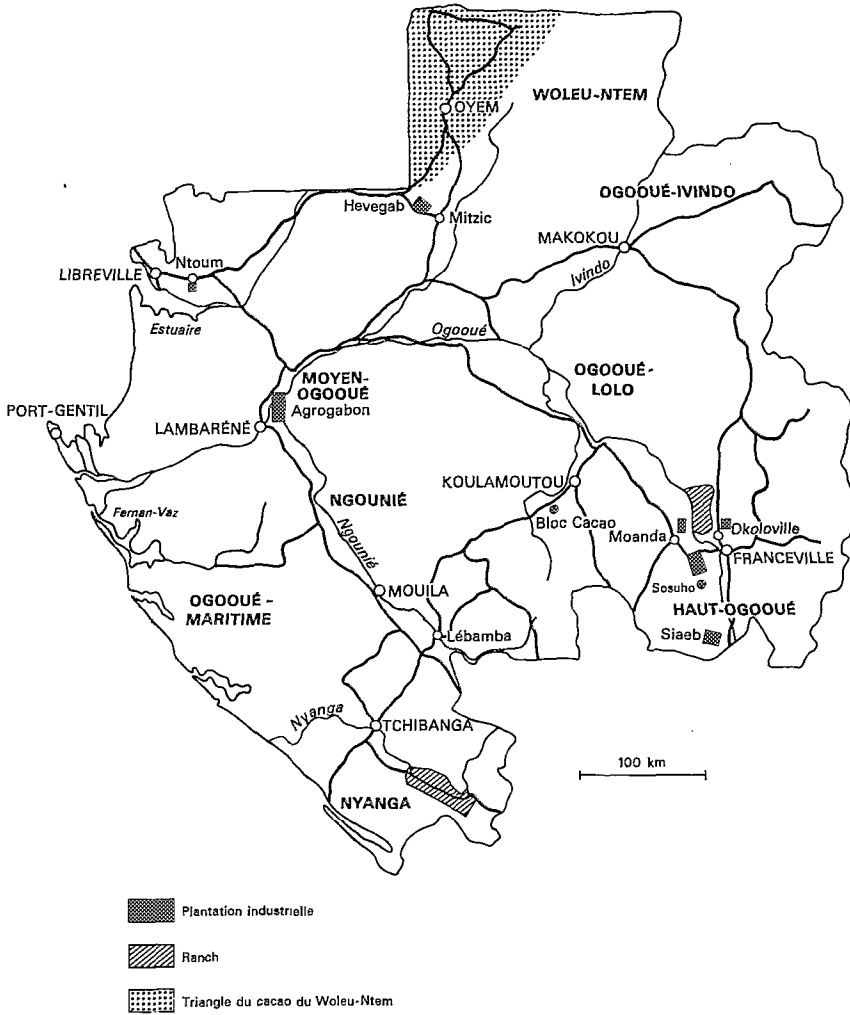 OYEM
WOLEU-NTEM
OGOOUÉ-IVINDO
Hevegab
Mitzic
MAKOKOU
Ivindo
Ntoum
LIBREVILLE
Estuaire
Ogooué
OGOOUÉ-
LOLO
MOYEN-
OGOOUÉ
Agrogabon
PORT-GENTIL
LAMBARÉNÉ
KOULAMOUTOU
NGOUNIÉ
Fernan-Vaz
Ngounié
Bloc Cacao
Moanda
Okoloville
FRANCEVILLE
Sosuho
MOUILA
OGOOUÉ-
MARITIME
HAUT-OGOOUÉ
Lébamba
Siaeb
Nyanga
TCHIBANGA
100 km
NYANGA
Plantation industrielle
Ranch
Triangle du cacao du Woleu-Ntem